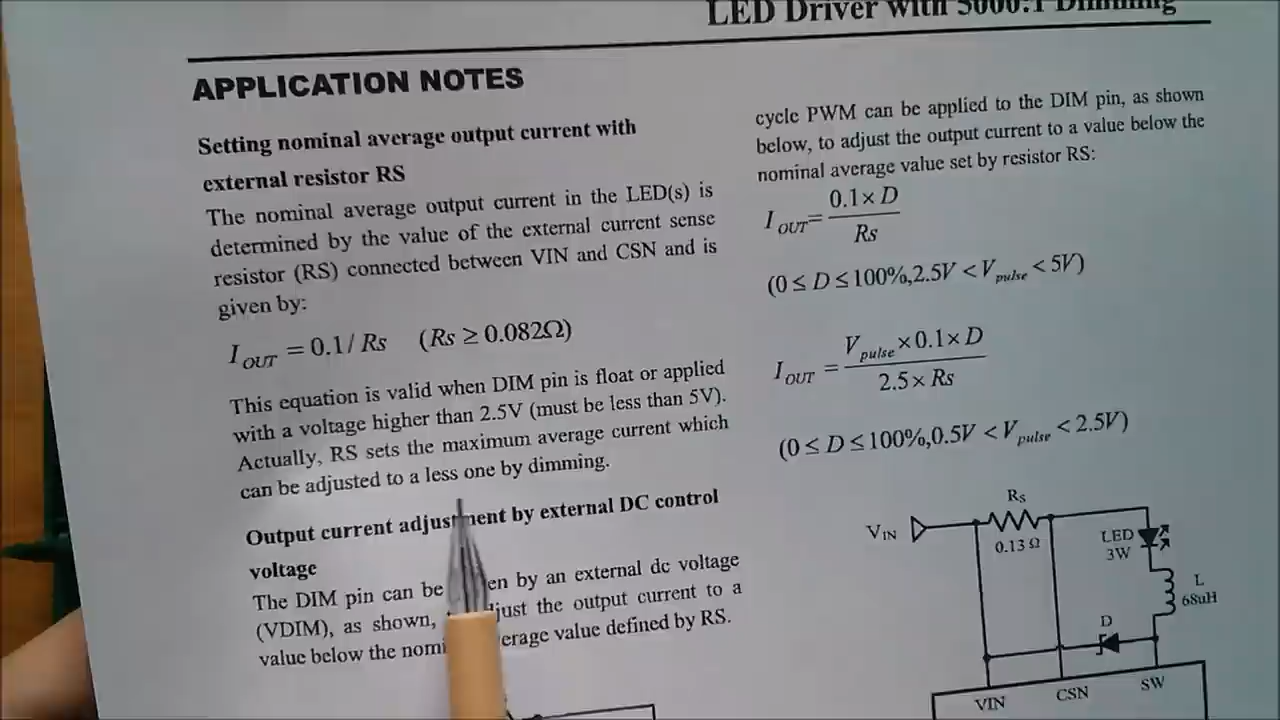 LED Driver with 5000:1 Dimming
APPLICATION NOTES
Setting nominal average output current with
external resistor RS
The nominal average output current in the LED(s) is
determined by the value of the external current sense
resistor (RS) connected between VIN and CSN and is
given by:
I OUT = 0.1/ Rs (Rs ≥ 0.082Ω)
This equation is valid when DIM pin is float or applied
with a voltage higher than 2.5V (must be less than 5V).
Actually, RS sets the maximum average current which
can be adjusted to a less one by dimming.
Output current adjustment by external DC control
voltage
The DIM pin can be en by an external dc voltage
(VDIM), as shown, just the output current to a
value below the nomi erage value defined by RS.
cycle PWM can be applied to the DIM pin, as shown
below, to adjust the output current to a value below the
nominal average value set by resistor RS:
I OUT = 0.1× D
Rs
(0 ≤ D ≤ 100%,2.5V < V pulse < 5V)
I OUT = V pulse ×0.1× D
2.5× Rs
(0 ≤ D ≤ 100%,0.5V < V pulse < 2.5V)
Rs
VIN
0.13 Ω
LED
3W
L
68uH
D
VIN CSN SW